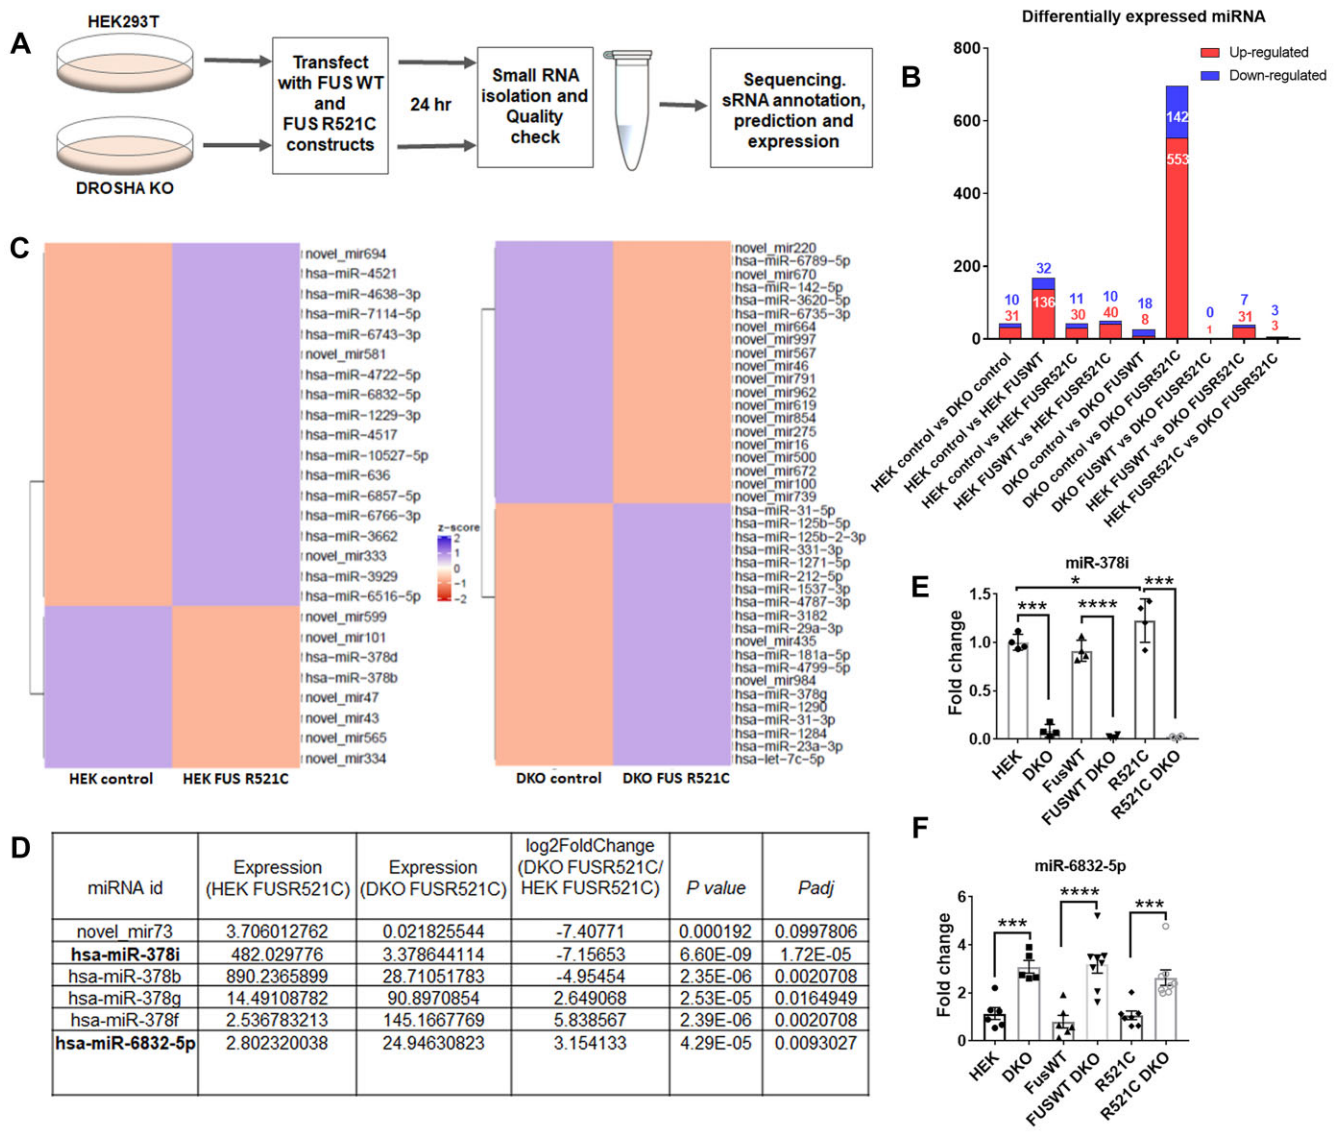 A
HEK293T
DROSHA KO
Transfect
with FUS WT
and
FUS R521C
constructs
24 hr
Small RNA
isolation and
Quality
check
Sequencing.
sRNA annotation,
prediction and
expression
B
Differentially expressed miRNA
Up-regulated
Down-regulated
800
600
400
200
0
10
31
32
136
11
30
10
40
18
8
142
553
0
1
7
31
3
3
HEK control vs DKO control
HEK control vs HEK FUSWT
HEK control vs HEK FUSR521C
HEK FUSWT vs HEK FUSR521C
DKO control vs DKO FUSWT
DKO control vs DKO FUSR521C
DKO FUSWT vs DKO FUSR521C
HEK FUSWT vs DKO FUSR521C
HEK FUSR521C vs DKO FUSR521C
C
novel_mir694
hsa-miR-4521
hsa-miR-4638-3p
hsa-miR-7114-5p
hsa-miR-6743-3p
novel_mir581
hsa-miR-4722-5p
hsa-miR-6832-5p
hsa-miR-1229-3p
hsa-miR-4517
hsa-miR-10527-5p
hsa-miR-636
hsa-miR-6857-5p
hsa-miR-6766-3p
hsa-miR-3662
novel_mir333
hsa-miR-3929
hsa-miR-6516-5p
novel_mir599
novel_mir101
hsa-miR-378d
hsa-miR-378b
novel_mir47
novel_mir43
novel_mir565
novel_mir334
HEK control
HEK FUS R521C
z-score
2
1
0
-1
-2
novel_mir220
hsa-miR-6789-5p
novel_mir670
hsa-miR-142-5p
hsa-miR-3620-5p
hsa-miR-6735-3p
novel_mir664
novel_mir997
novel_mir567
novel_mir46
novel_mir791
novel_mir962
novel_mir619
novel_mir854
novel_mir275
novel_mir16
novel_mir500
novel_mir672
novel_mir100
novel_mir739
hsa-miR-31-5p
hsa-miR-125b-5p
hsa-miR-125b-2-3p
hsa-miR-331-3p
hsa-miR-1271-5p
hsa-miR-212-5p
hsa-miR-1537-3p
hsa-miR-4787-3p
hsa-miR-3182
hsa-miR-29a-3p
novel_mir435
hsa-miR-181a-5p
hsa-miR-4799-5p
novel_mir984
hsa-miR-378g
hsa-miR-1290
hsa-miR-31-3p
hsa-miR-1284
hsa-miR-23a-3p
hsa-let-7c-5p
DKO control
DKO FUS R521C
D
miRNA id
Expression
(HEK FUSR521C)
Expression
(DKO FUSR521C)
log2FoldChange
(DKO FUSR521C/
HEK FUSR521C)
P value
Padj
novel_mir73 3.706012762 0.021825544 -7.40771 0.000192 0.0997806
hsa-miR-378i 482.029776 3.378644114 -7.15653 6.60E-09 1.72E-05
hsa-miR-378b 890.2365899 28.71051783 -4.95454 2.35E-06 0.0020708
hsa-miR-378g 14.49108782 90.8970854 2.649068 2.53E-05 0.0164949
hsa-miR-378f 2.536783213 145.1667769 5.838567 2.39E-06 0.0020708
hsa-miR-6832-5p 2.802320038 24.94630823 3.154133 4.29E-05 0.0093027
E
miR-378i
Fold change
1.5
1.0
0.5
0.0
***
*
****
***
HEK
DKO
FusWT
FUSWT DKO
R521C
R521C DKO
F
miR-6832-5p
Fold change
6
4
2
0
***
****
***
HEK
DKO
FusWT
FUSWT DKO
R521C
R521C DKO